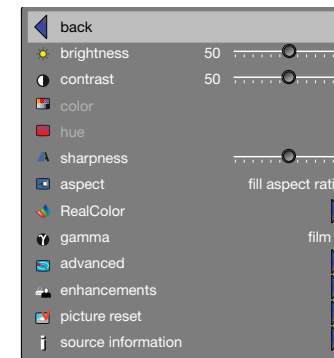 back
brightness 50
contrast 50
color
hue
sharpness
aspect fill aspect rati
RealColor
gamma film
advanced
enhancements
picture reset
source information